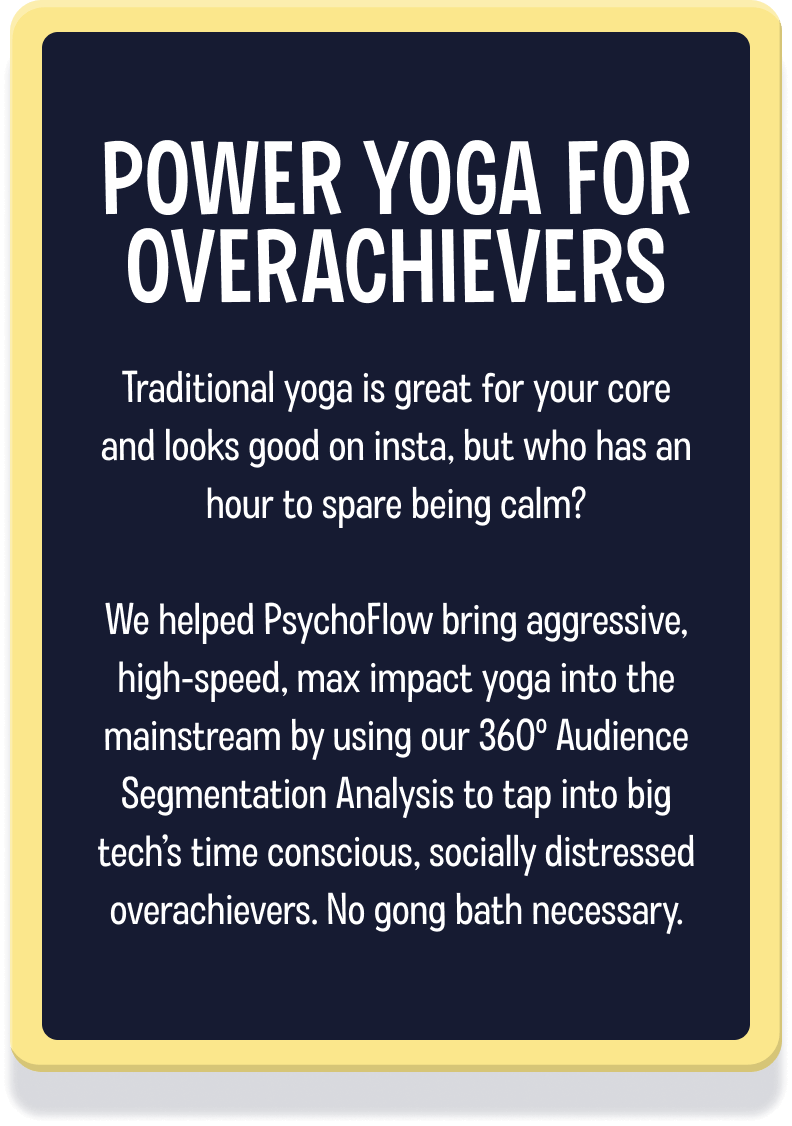 POWER YOGA FOR
OVERACHIEVERS
Traditional yoga is great for your core
and looks good on insta, but who has an
hour to spare being calm?
We helped PsychoFlow bring aggressive,
high-speed, max impact yoga into the
mainstream by using our 360º Audience
Segmentation Analysis to tap into big
tech’s time conscious, socially distressed
overachievers. No gong bath necessary.